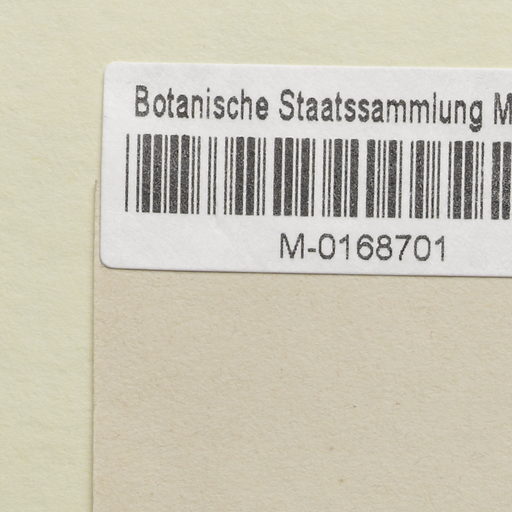 Botanische Staatssammlung M
M-0168701